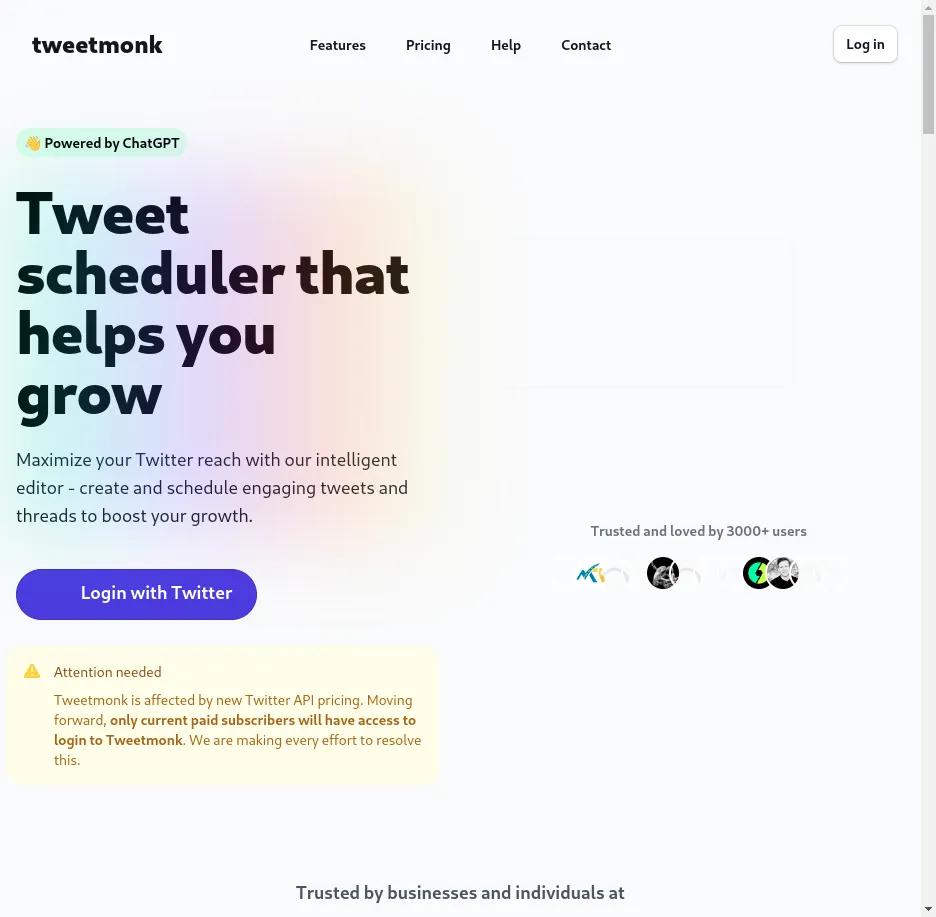 tweetmonk
Features
Pricing
Help
Contact
Log in
👋 Powered by ChatGPT
Tweet
scheduler that
helps you
grow
Maximize your Twitter reach with our intelligent
editor - create and schedule engaging tweets and
threads to boost your growth.
Login with Twitter
Trusted and loved by 3000+ users
Attention needed
Tweetmonk is affected by new Twitter API pricing. Moving
forward, only current paid subscribers will have access to
login to Tweetmonk. We are making every effort to resolve
this.
Trusted by businesses and individuals at